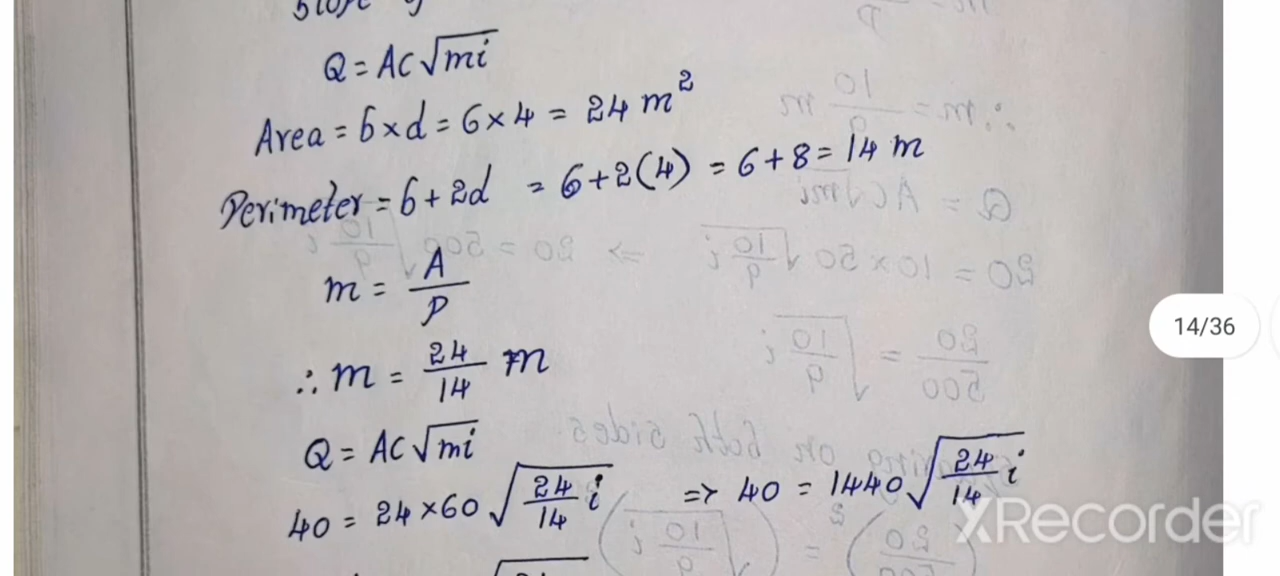 Slope
Q = AC√mi
Area = b×d = 6×4 = 24 m²
Perimeter = b+2d = 6+2(4) = 6+8 = 14 m
m = A/P
∴ m = 24/14 m
Q = AC√mi
40 = 24×60 √24/14 i => 40 = 1440 √24/14 i
14/36
XRecorder